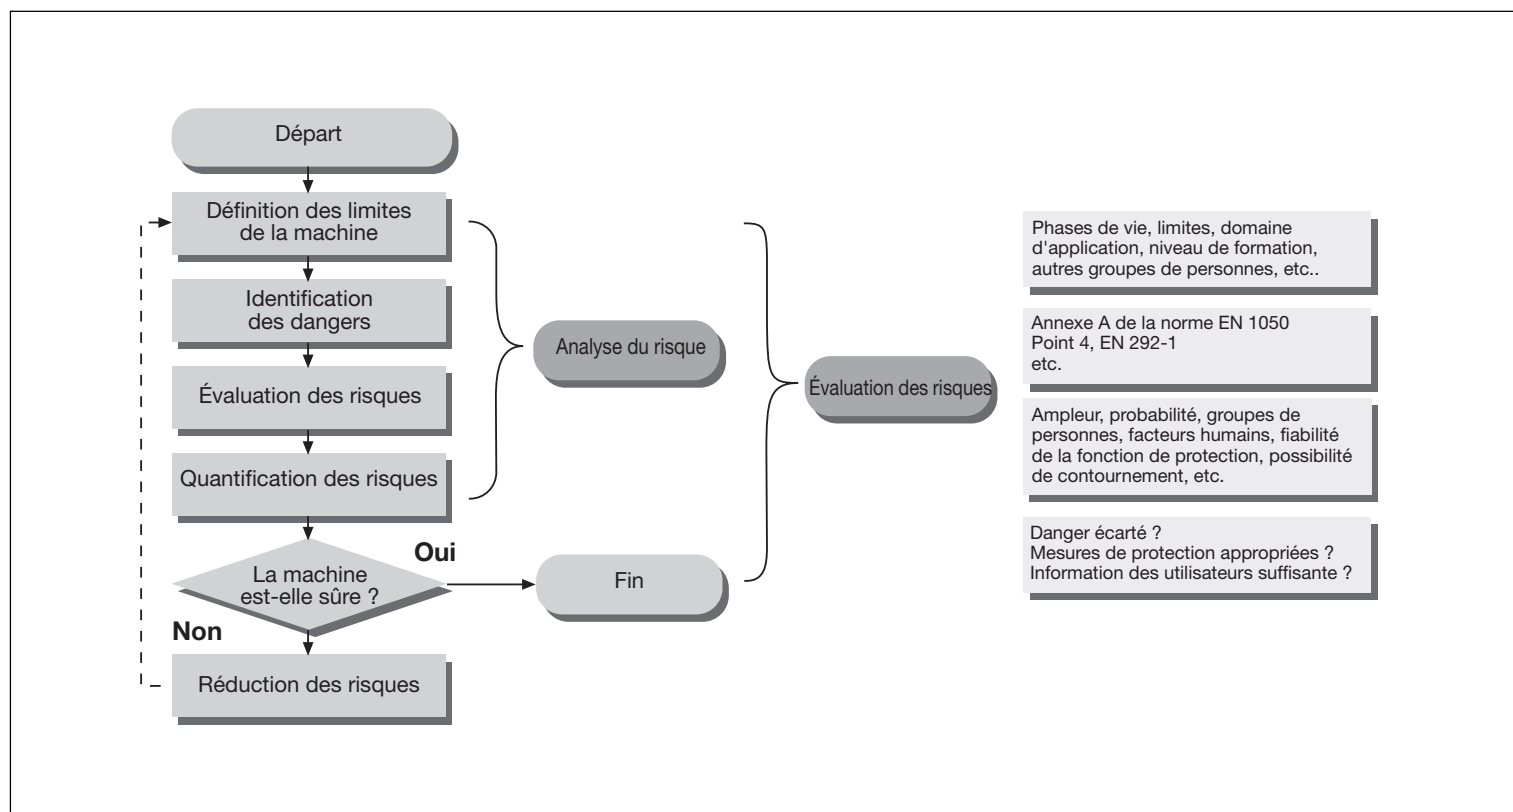 Départ
Définition des limites
de la machine
Identification
des dangers
Évaluation des risques
Quantification des risques
La machine
est-elle sûre ?
Oui
Non
Réduction des risques
Fin
Analyse du risque
Évaluation des risques
Phases de vie, limites, domaine
d'application, niveau de formation,
autres groupes de personnes, etc..
Annexe A de la norme EN 1050
Point 4, EN 292-1
etc.
Ampleur, probabilité, groupes de
personnes, facteurs humains, fiabilité
de la fonction de protection, possibilité
de contournement, etc.
Danger écarté ?
Mesures de protection appropriées ?
Information des utilisateurs suffisante ?